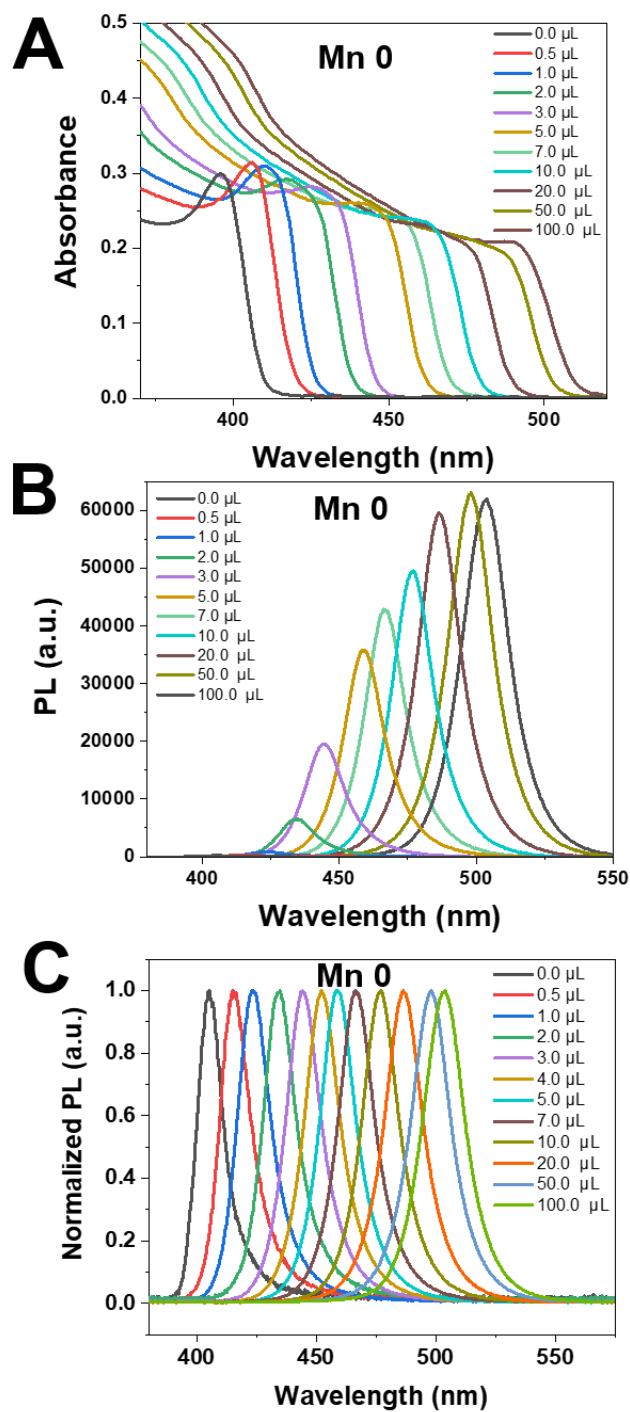 A
Mn 0
0.5
0.4
0.3
0.2
0.1
0.0
Absorbance
0.0 µL
0.5 µL
1.0 µL
2.0 µL
3.0 µL
5.0 µL
7.0 µL
10.0 µL
20.0 µL
50.0 µL
100.0 µL
400
450
500
Wavelength (nm)
B
Mn 0
60000
50000
40000
30000
20000
10000
0
PL (a.u.)
0.0 µL
0.5 µL
1.0 µL
2.0 µL
3.0 µL
5.0 µL
7.0 µL
10.0 µL
20.0 µL
50.0 µL
100.0 µL
400
450
500
550
Wavelength (nm)
C
Mn 0
1.0
0.8
0.6
0.4
0.2
0.0
Normalized PL (a.u.)
0.0 µL
0.5 µL
1.0 µL
2.0 µL
3.0 µL
4.0 µL
5.0 µL
7.0 µL
10.0 µL
20.0 µL
50.0 µL
100.0 µL
400
450
500
550
Wavelength (nm)